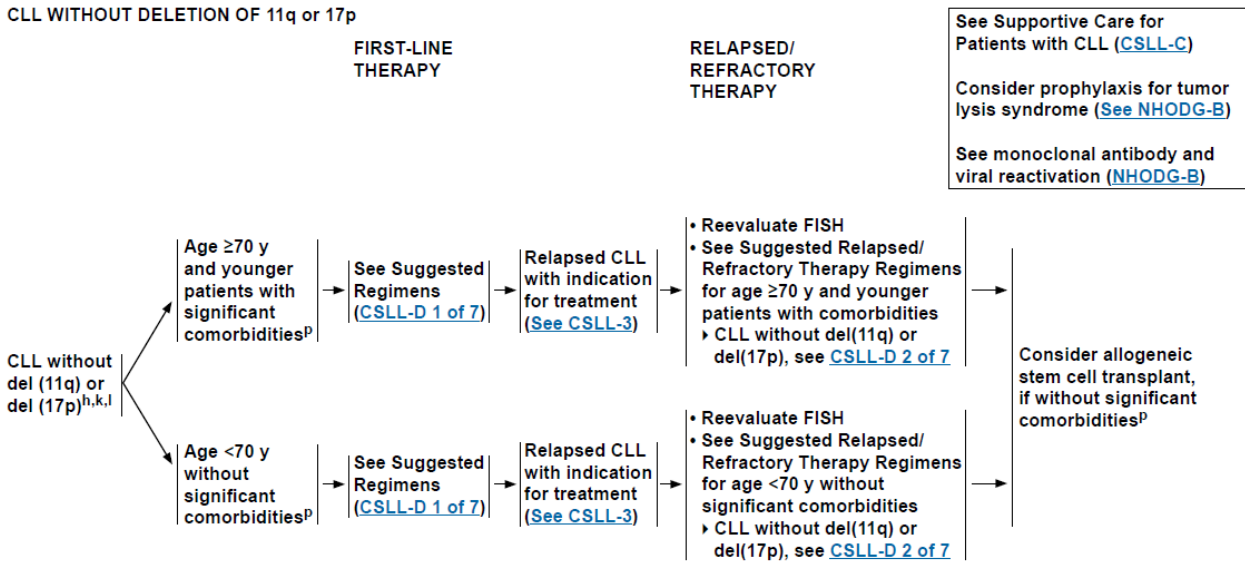 CLL WITHOUT DELETION OF 11q or 17p
FIRST-LINE
THERAPY
RELAPSED/
REFRACTORY
THERAPY
See Supportive Care for
Patients with CLL (CSLL-C)
Consider prophylaxis for tumor
lysis syndrome (See NHODG-B)
See monoclonal antibody and
viral reactivation (NHODG-B)
CLL without
del (11q) or
del (17p)h,k,l
Age ≥70 y
and younger
patients with
significant
comorbiditiesp
See Suggested
Regimens
(CSLL-D 1 of 7)
Relapsed CLL
with indication
for treatment
(See CSLL-3)
• Reevaluate FISH
• See Suggested Relapsed/
Refractory Therapy Regimens
for age ≥70 y and younger
patients with comorbidities
▸ CLL without del(11q) or
del(17p), see CSLL-D 2 of 7
Age <70 y
without
significant
comorbiditiesp
See Suggested
Regimens
(CSLL-D 1 of 7)
Relapsed CLL
with indication
for treatment
(See CSLL-3)
• Reevaluate FISH
• See Suggested Relapsed/
Refractory Therapy Regimens
for age <70 y without
significant comorbidities
▸ CLL without del(11q) or
del(17p), see CSLL-D 2 of 7
Consider allogeneic
stem cell transplant,
if without significant
comorbiditiesp